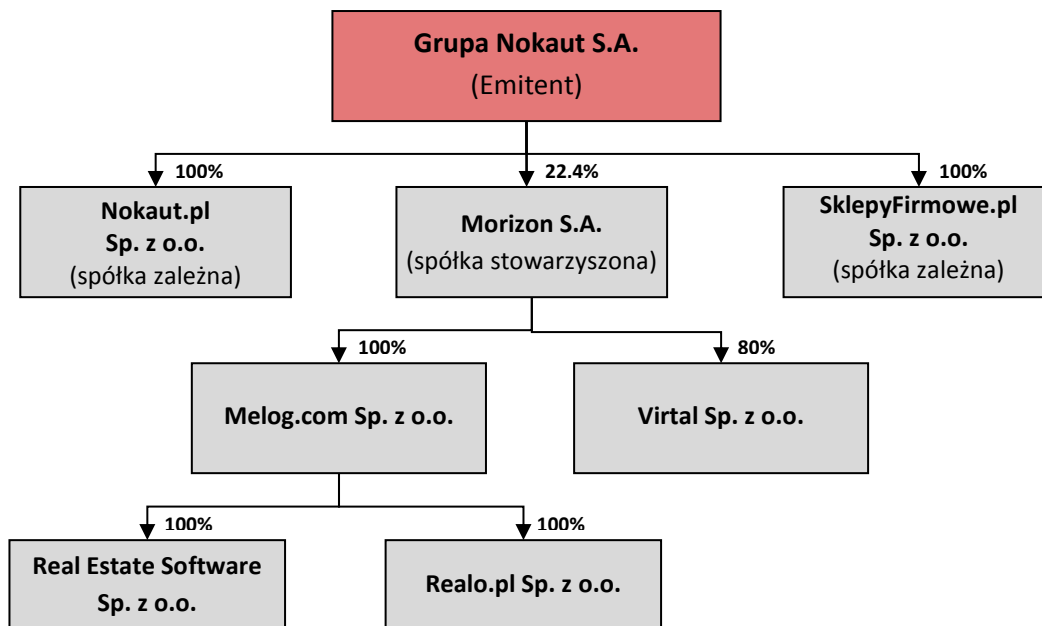 Grupa Nokaut S.A.
(Emitent)
100%
22.4%
100%
Nokaut.pl
Sp. z o.o.
(spółka zależna)
Morizon S.A.
(spółka stowarzyszona)
SklepyFirmowe.pl
Sp. z o.o.
(spółka zależna)
100%
80%
Melog.com Sp. z o.o.
Virtal Sp. z o.o.
100%
100%
Real Estate Software
Sp. z o.o.
Realo.pl Sp. z o.o.